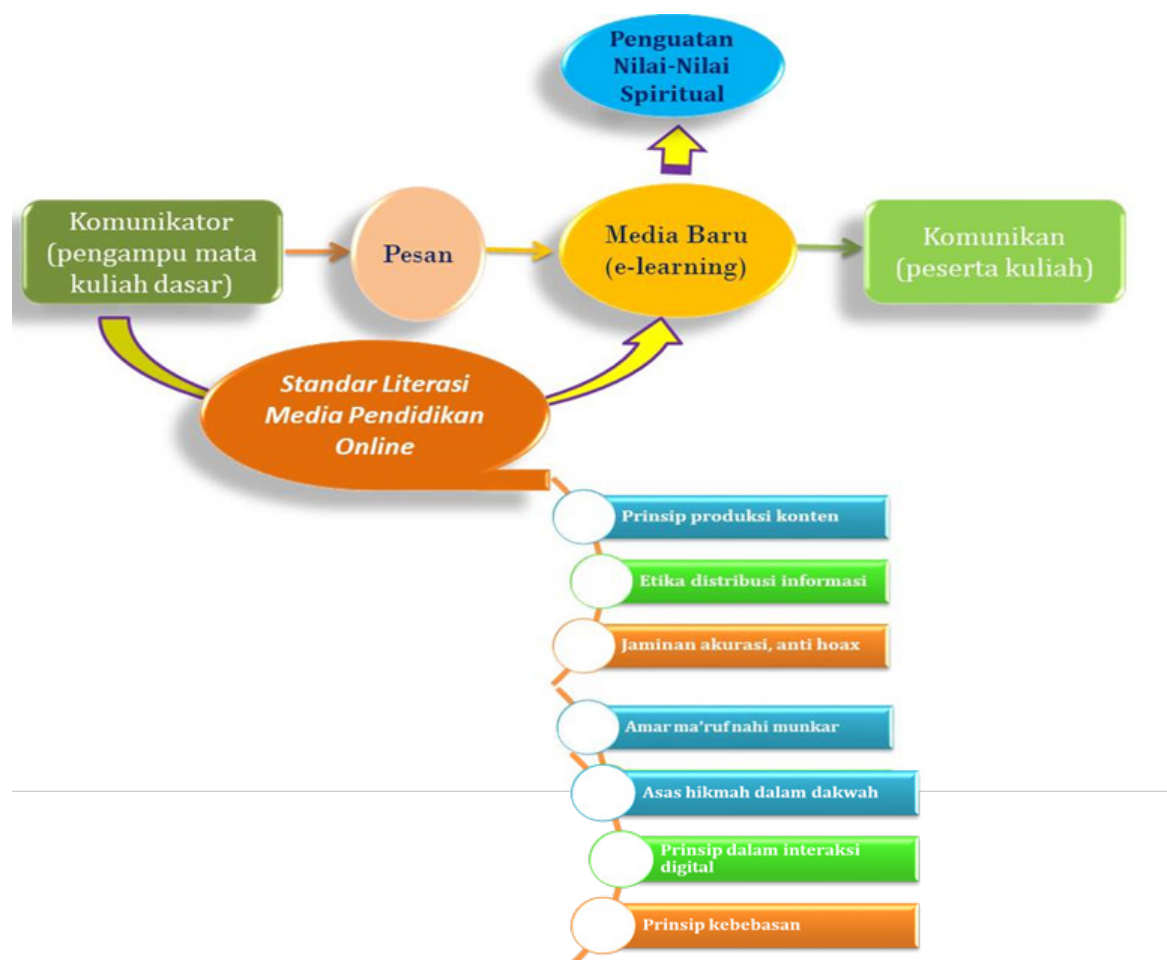 Penguatan
Nilai-Nilai
Spiritual
Komunikator
(pengampu mata
kuliah dasar)
Pesan
Media Baru
(e-learning)
Komunikan
(peserta kuliah)
Standar Literasi
Media Pendidikan
Online
Prinsip produksi konten
Etika distribusi informasi
Jaminan akurasi, anti hoax
Amar ma’ruf nahi munkar
Asas hikmah dalam dakwah
Prinsip dalam interaksi
digital
Prinsip kebebasan